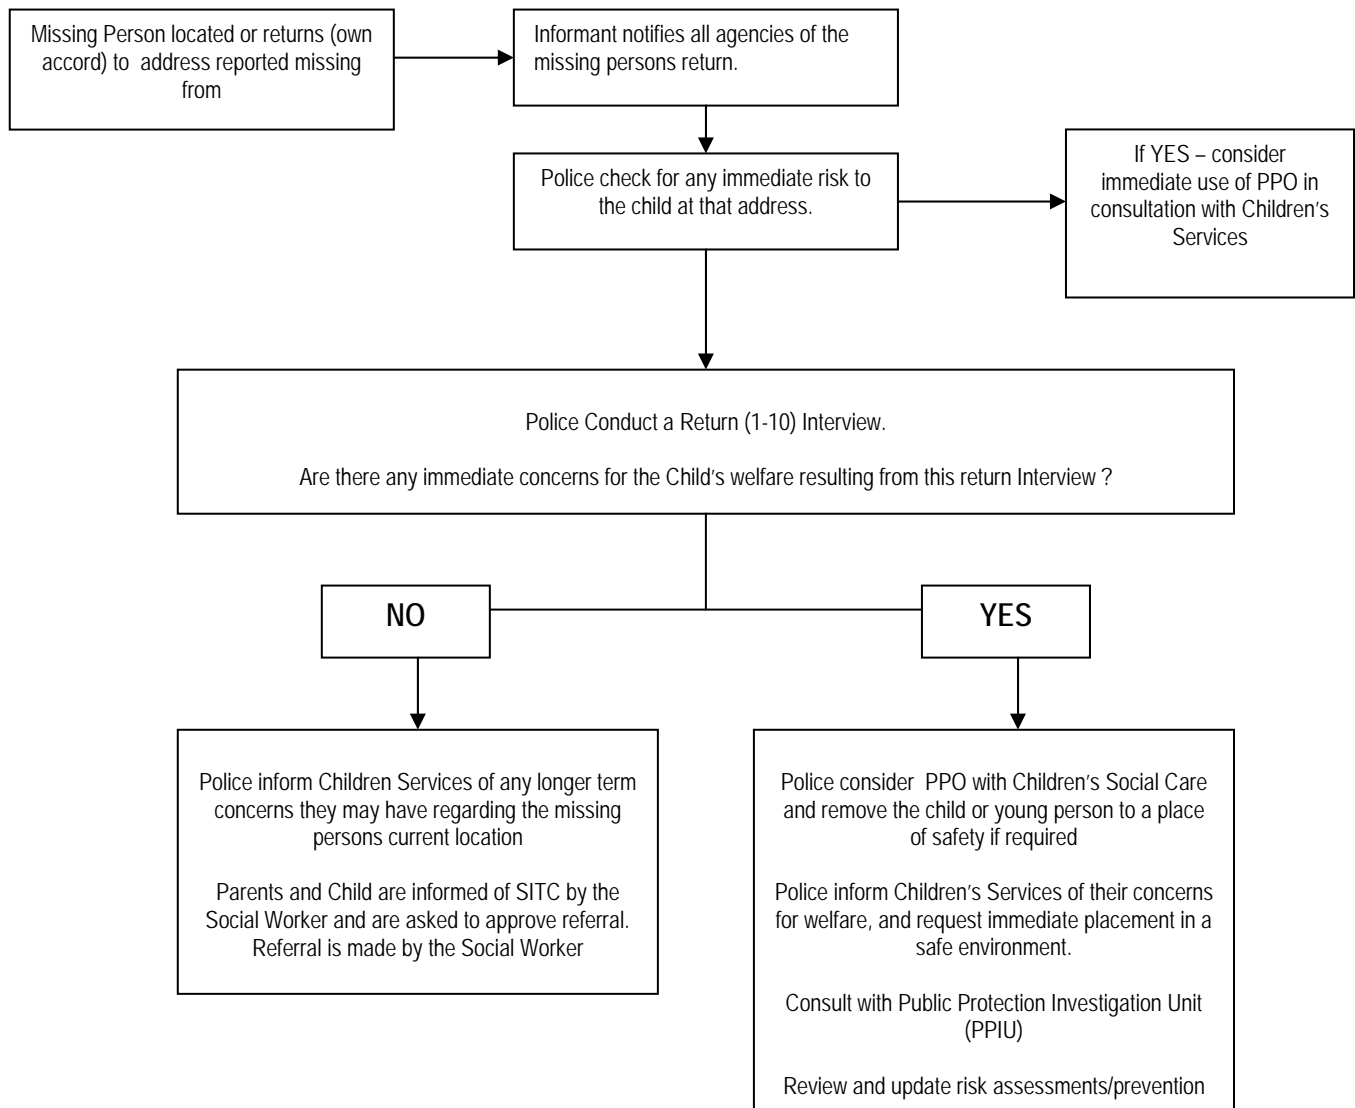 Missing Person located or returns (own
accord) to address reported missing
from
Informant notifies all agencies of the
missing persons return.
Police check for any immediate risk to
the child at that address.
If YES – consider
immediate use of PPO in
consultation with Children's
Services
Police Conduct a Return (1-10) Interview.
Are there any immediate concerns for the Child's welfare resulting from this return Interview ?
NO
YES
Police inform Children Services of any longer term
concerns they may have regarding the missing
persons current location
Parents and Child are informed of SITC by the
Social Worker and are asked to approve referral.
Referral is made by the Social Worker
Police consider PPO with Children's Social Care
and remove the child or young person to a place
of safety if required
Police inform Children's Services of their concerns
for welfare, and request immediate placement in a
safe environment.
Consult with Public Protection Investigation Unit
(PPIU)
Review and update risk assessments/prevention